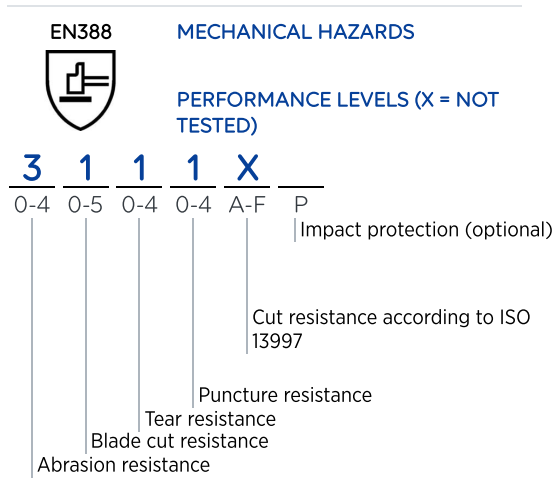 EN388
MECHANICAL HAZARDS
PERFORMANCE LEVELS (X = NOT
TESTED)
3 1 1 1 X
0-4 0-5 0-4 0-4 A-F P
Impact protection (optional)
Cut resistance according to ISO
13997
Puncture resistance
Tear resistance
Blade cut resistance
Abrasion resistance